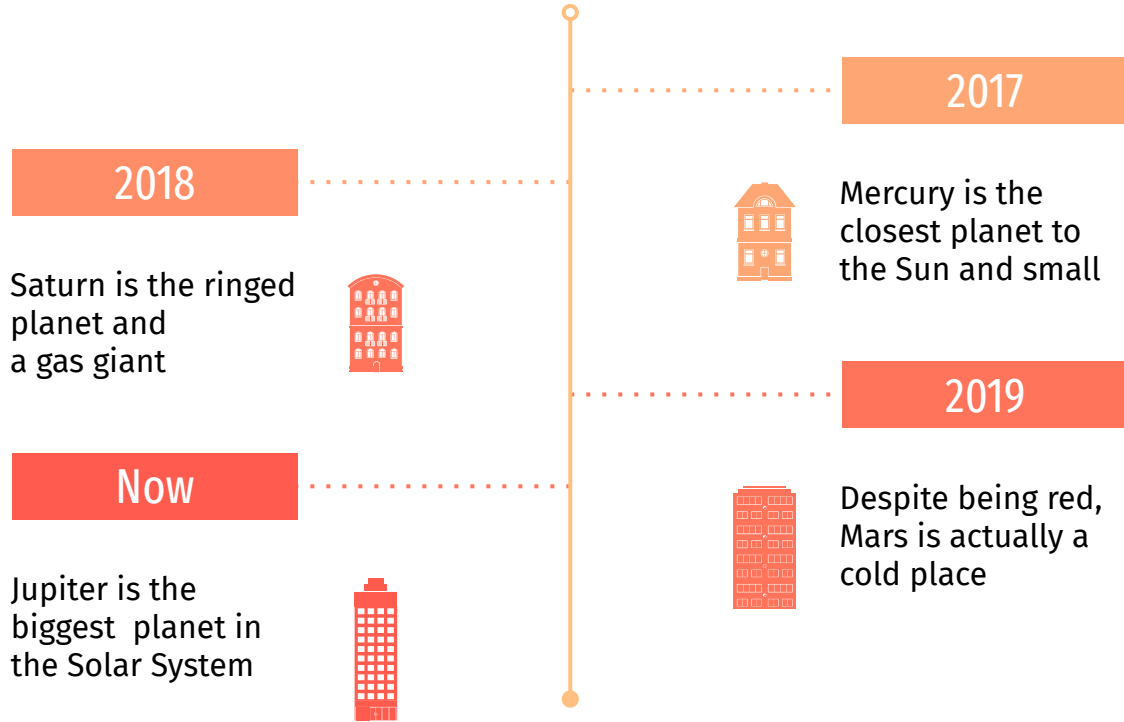 2017
Mercury is the
closest planet to
the Sun and small
2018
Saturn is the ringed
planet and
a gas giant
2019
Despite being red,
Mars is actually a
cold place
Now
Jupiter is the
biggest  planet in
the Solar System